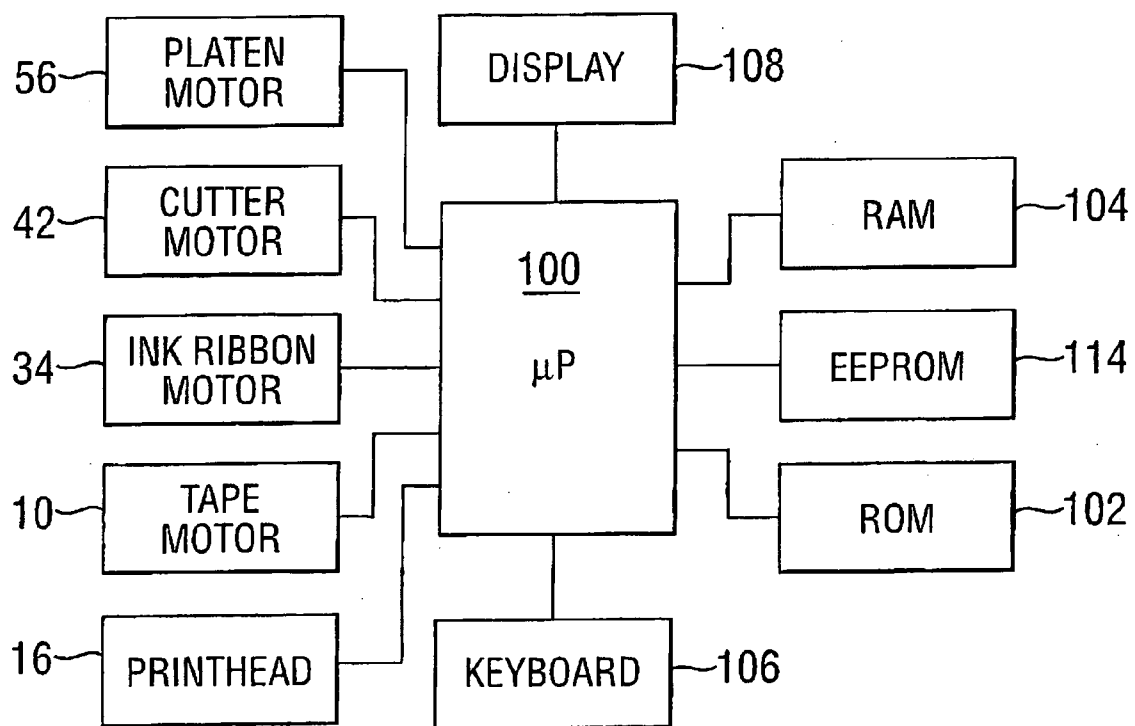 56
PLATEN
MOTOR
DISPLAY
108
42
CUTTER
MOTOR
RAM
104
100
µP
34
INK RIBBON
MOTOR
EEPROM
114
10
TAPE
MOTOR
ROM
102
16
PRINTHEAD
KEYBOARD
106